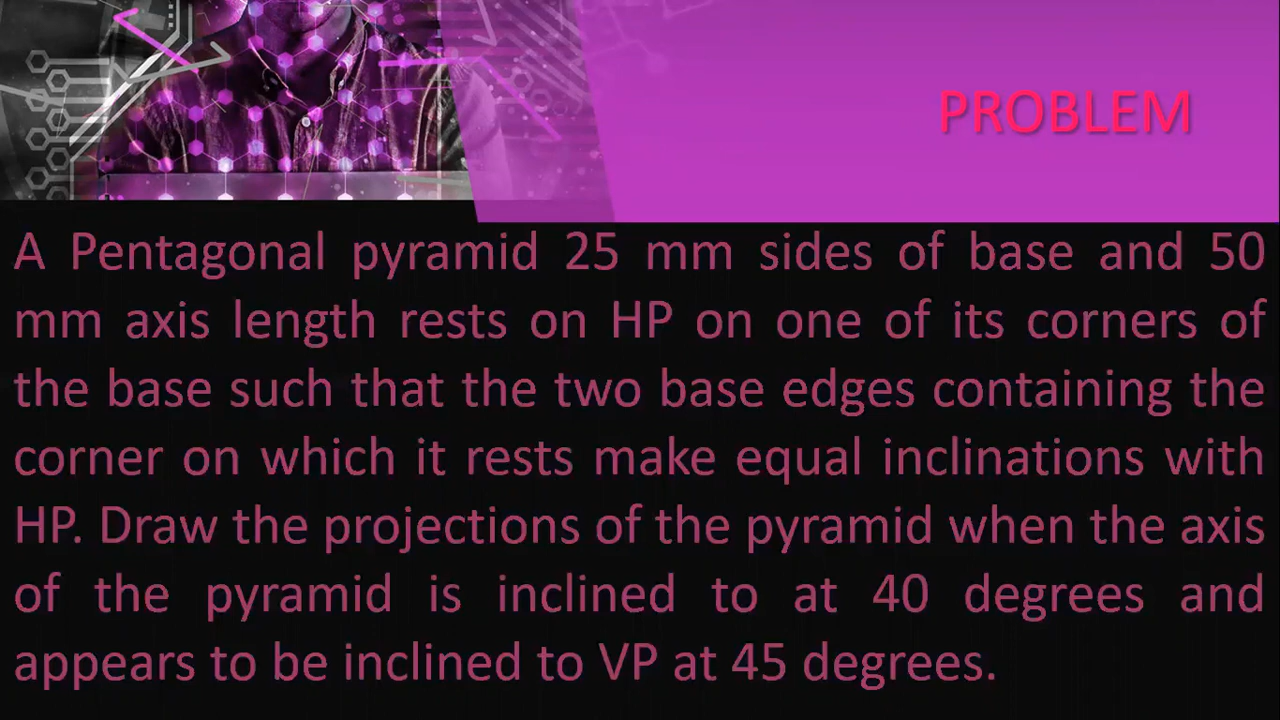 PROBLEM
A Pentagonal pyramid 25 mm sides of base and 50
mm axis length rests on HP on one of its corners of
the base such that the two base edges containing the
corner on which it rests make equal inclinations with
HP. Draw the projections of the pyramid when the axis
of the pyramid is inclined to at 40 degrees and
appears to be inclined to VP at 45 degrees.